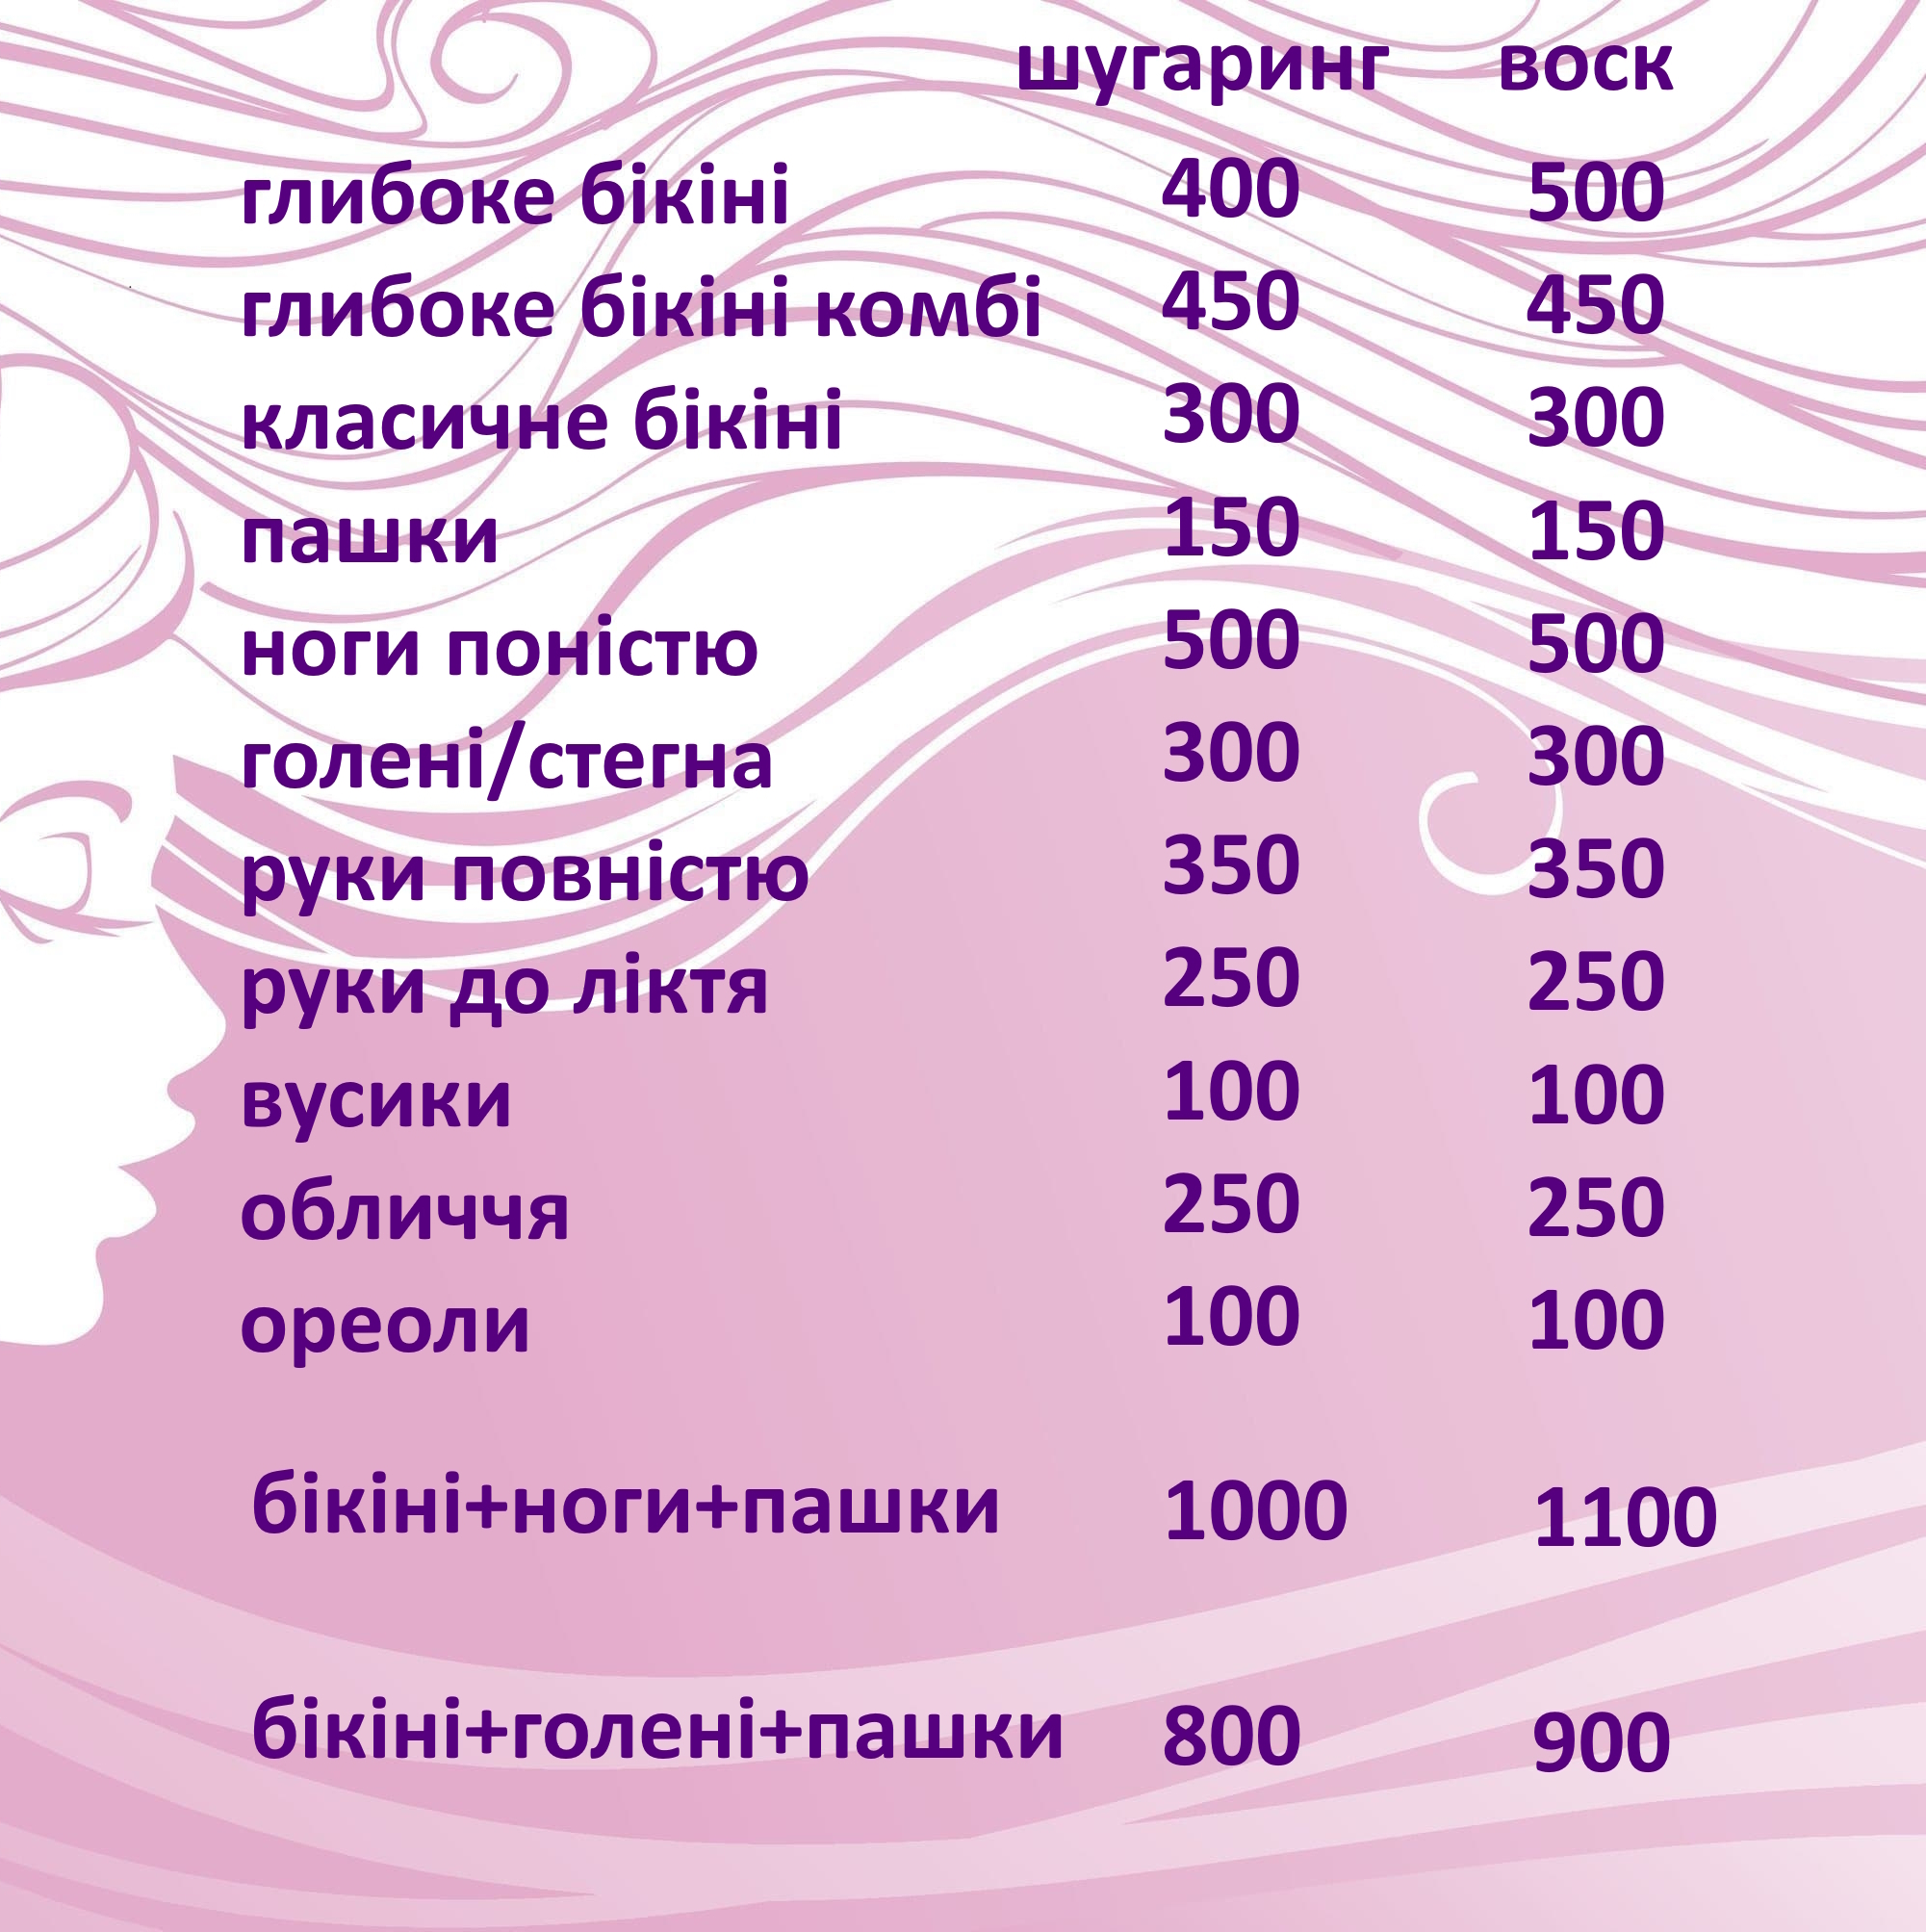 шугаринг воск
глибоке бікіні 400 500
глибоке бікіні комбі 450 450
класичне бікіні 300 300
пашки 150 150
ноги поністю 500 500
голені/стегна 300 300
руки повністю 350 350
руки до ліктя 250 250
вусики 100 100
обличчя 250 250
ореоли 100 100
бікіні+ноги+пашки 1000 1100
бікіні+голені+пашки 800 900